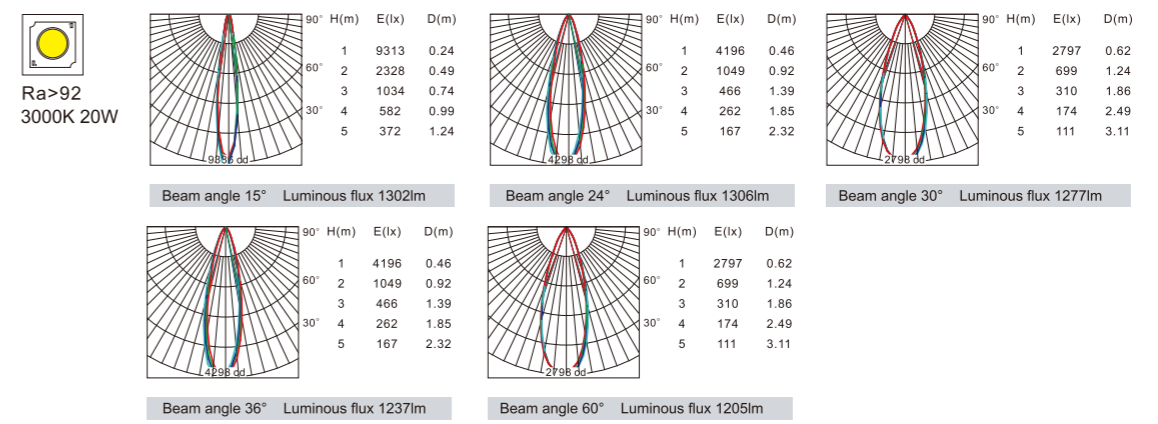 Ra>92
3000K 20W
90° H(m) E(lx) D(m)
1 9313 0.24
60° 2 2328 0.49
3 1034 0.74
30° 4 582 0.99
5 372 1.24
cd
Beam angle 15° Luminous flux 1302lm
90° H(m) E(lx) D(m)
1 4196 0.46
60° 2 1049 0.92
3 466 1.39
30° 4 262 1.85
5 167 2.32
4298 cd
Beam angle 24° Luminous flux 1306lm
90° H(m) E(lx) D(m)
1 2797 0.62
60° 2 699 1.24
3 310 1.86
30° 4 174 2.49
5 111 3.11
2798 cd
Beam angle 30° Luminous flux 1277lm
90° H(m) E(lx) D(m)
1 4196 0.46
60° 2 1049 0.92
3 466 1.39
30° 4 262 1.85
5 167 2.32
4298 cd
Beam angle 36° Luminous flux 1237lm
90° H(m) E(lx) D(m)
1 2797 0.62
60° 2 699 1.24
3 310 1.86
30° 4 174 2.49
5 111 3.11
2798 cd
Beam angle 60° Luminous flux 1205lm